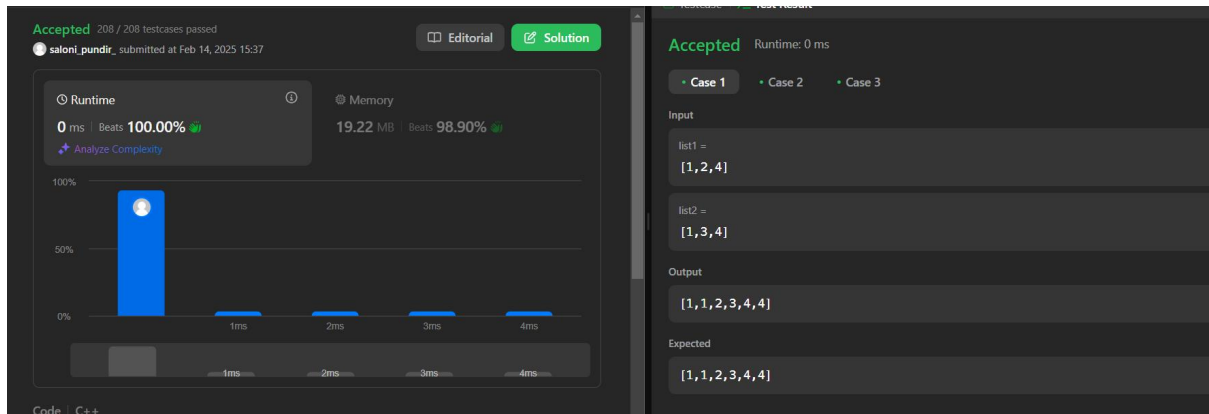 Accepted 208 / 208 testcases passed
saloni_pundir_ submitted at Feb 14, 2025 15:37
Editorial
Solution
Runtime
0 ms | Beats 100.00%
Analyze Complexity
Memory
19.22 MB | Beats 98.90%
100%
50%
0%
1ms 2ms 3ms 4ms
1ms 2ms 3ms 4ms
Code | C++
Testcase Test Result
Accepted Runtime: 0 ms
• Case 1 • Case 2 • Case 3
Input
list1 =
[1,2,4]
list2 =
[1,3,4]
Output
[1,1,2,3,4,4]
Expected
[1,1,2,3,4,4]